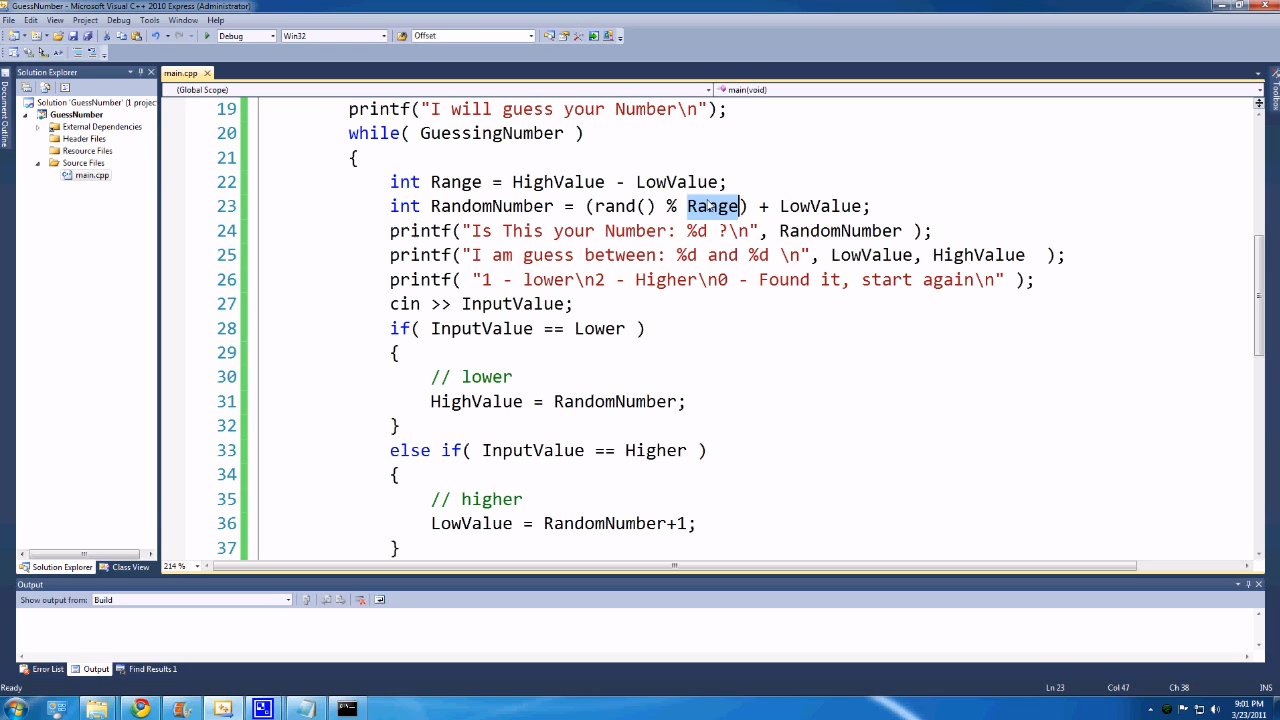 GuessNumber - Microsoft Visual C++ 2010 Express (Administrator)
File Edit View Project Debug Tools Window Help
Debug Win32 Offset
Solution Explorer
main.cpp
(Global Scope) main(void)
Solution 'GuessNumber' (1 projec
GuessNumber
External Dependencies
Header Files
Resource Files
Source Files
main.cpp
Document Outline
Toolbox
19 printf("I will guess your Number\n");
20 while( GuessingNumber )
21 {
22 int Range = HighValue - LowValue;
23 int RandomNumber = (rand() % Range) + LowValue;
24 printf("Is This your Number: %d ?\n", RandomNumber );
25 printf("I am guess between: %d and %d \n", LowValue, HighValue  );
26 printf( "1 - lower\n2 - Higher\n0 - Found it, start again\n" );
27 cin >> InputValue;
28 if( InputValue == Lower )
29 {
30 // lower
31 HighValue = RandomNumber;
32 }
33 else if( InputValue == Higher )
34 {
35 // higher
36 LowValue = RandomNumber+1;
37 }
Solution Explorer Class View
214 %
Output
Show output from: Build
Error List Output Find Results 1
Ready Ln 23 Col 47 Ch 38 INS
9:01 PM
3/23/2011